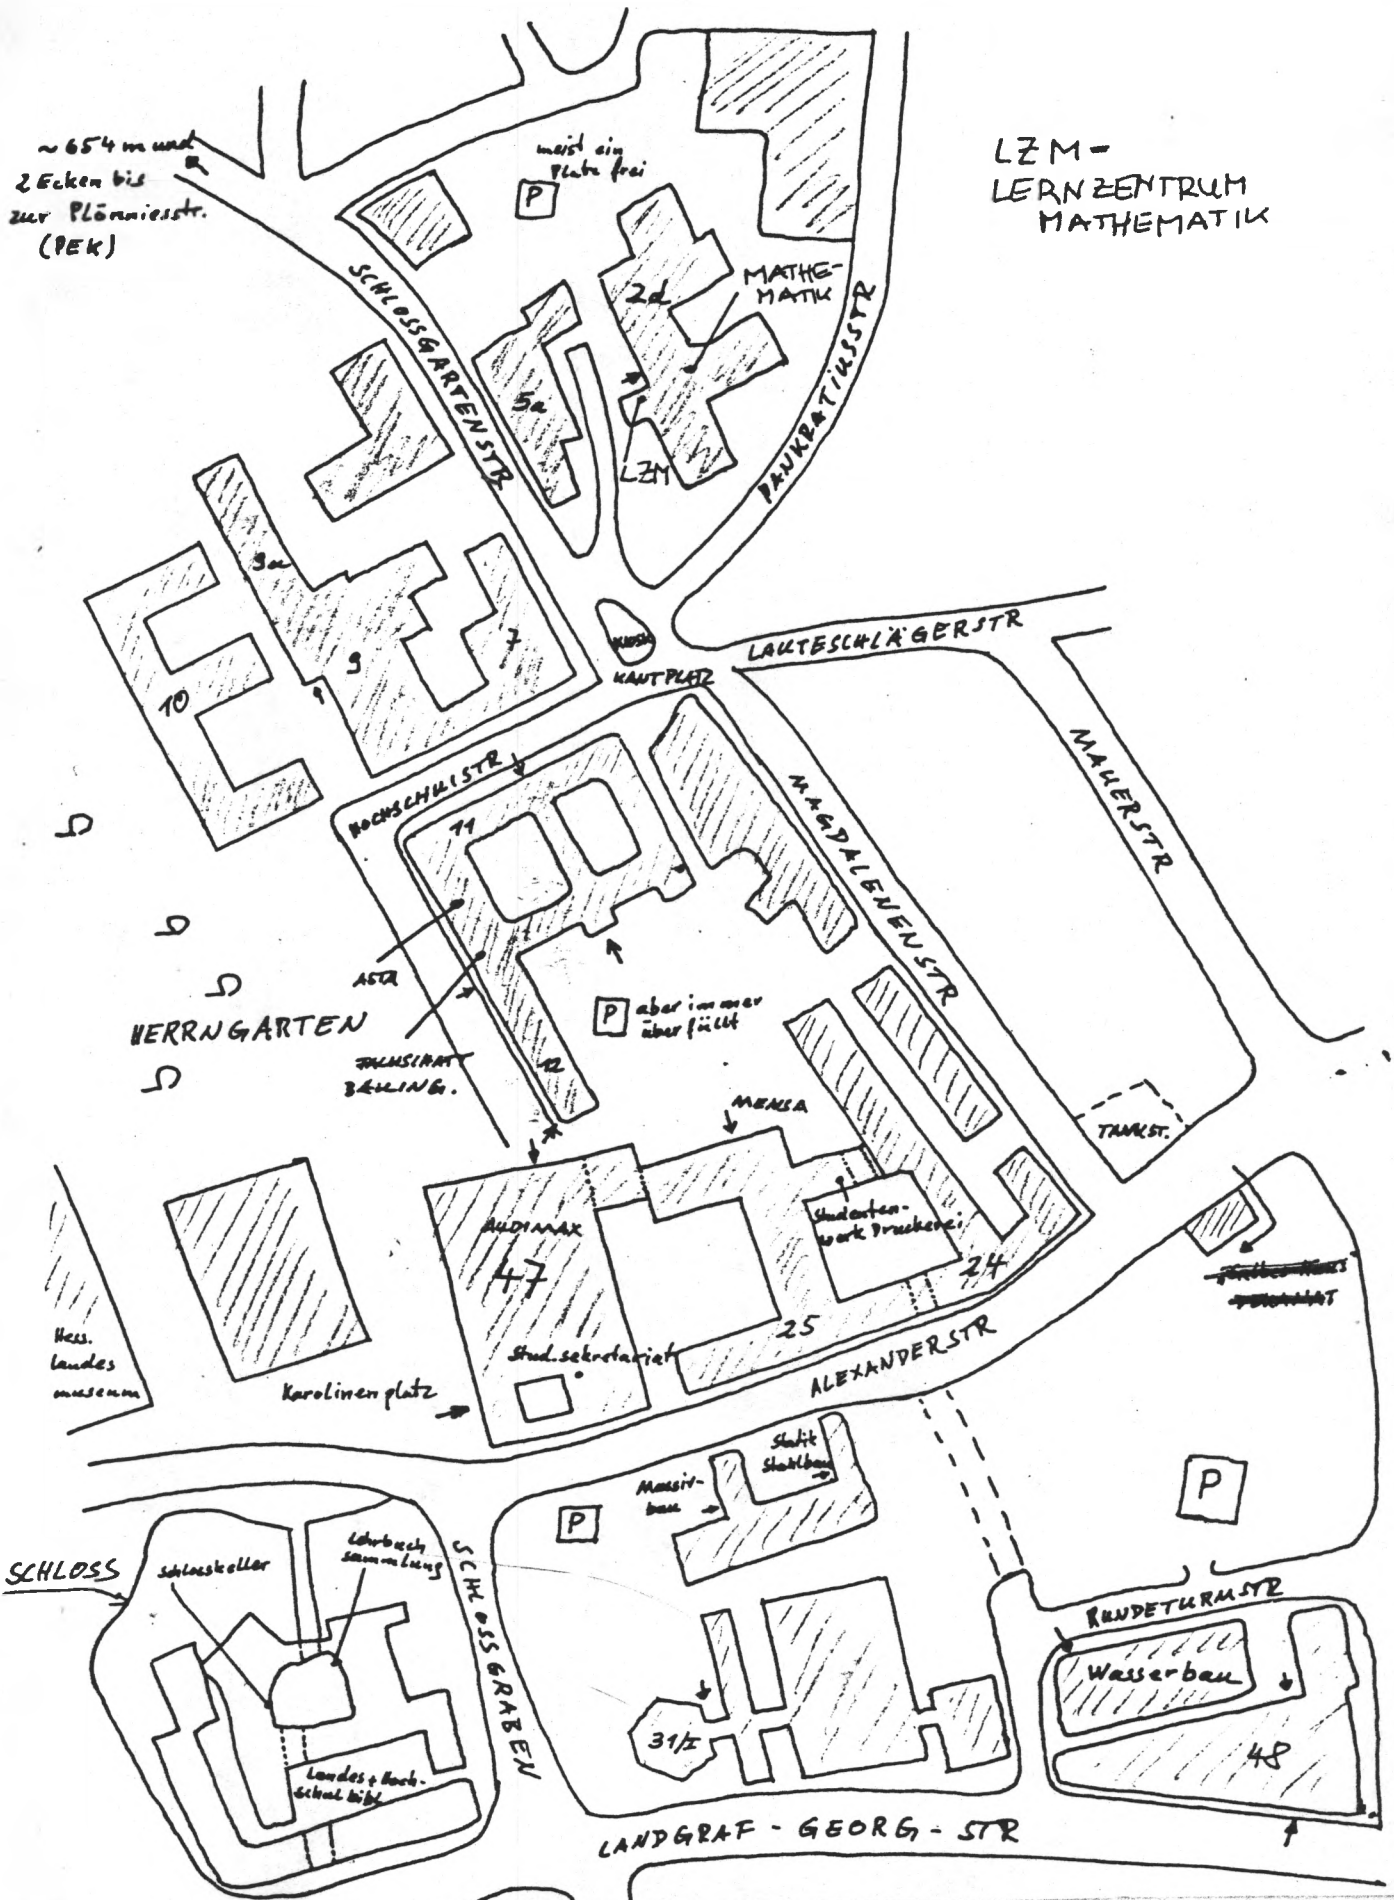 ~654 m und
2 Ecken bis
zur Plönniesstr.
(PEK)
meist ein
Platz frei
P
LZM-
LERNZENTRUM
MATHEMATIK
SCHLOSSGARTENSTR
2d
MATHE-
MATIK
5a
LZM
PANKRATIUSSTR
9a
9
7
10
KIOSK
KANTPLATZ
LAUTESCHLÄGERSTR
HOCHSCHULSTR
11
MAGDALENENSTR
MAUERSTR
ASTA
HERRNGARTEN
FACHSCHAFT
BAUING.
12
P aber immer
überfüllt
MENSA
TANKST.
AUDIMAX
47
Studenten-
werk Druckerei
24
25
Stud.sekretariat
Hess.
landes
museum
Karolinenplatz
ALEXANDERSTR
Statik
Stahlbau
Massiv-
bau
P
P
SCHLOSS
Schlosskeller
Lehrbuch
sammlung
SCHLOSSGRABEN
RUNDETURMSTR
Wasserbau
31/I
48
Landes + Hoch-
schul bibl.
LANDGRAF - GEORG - STR